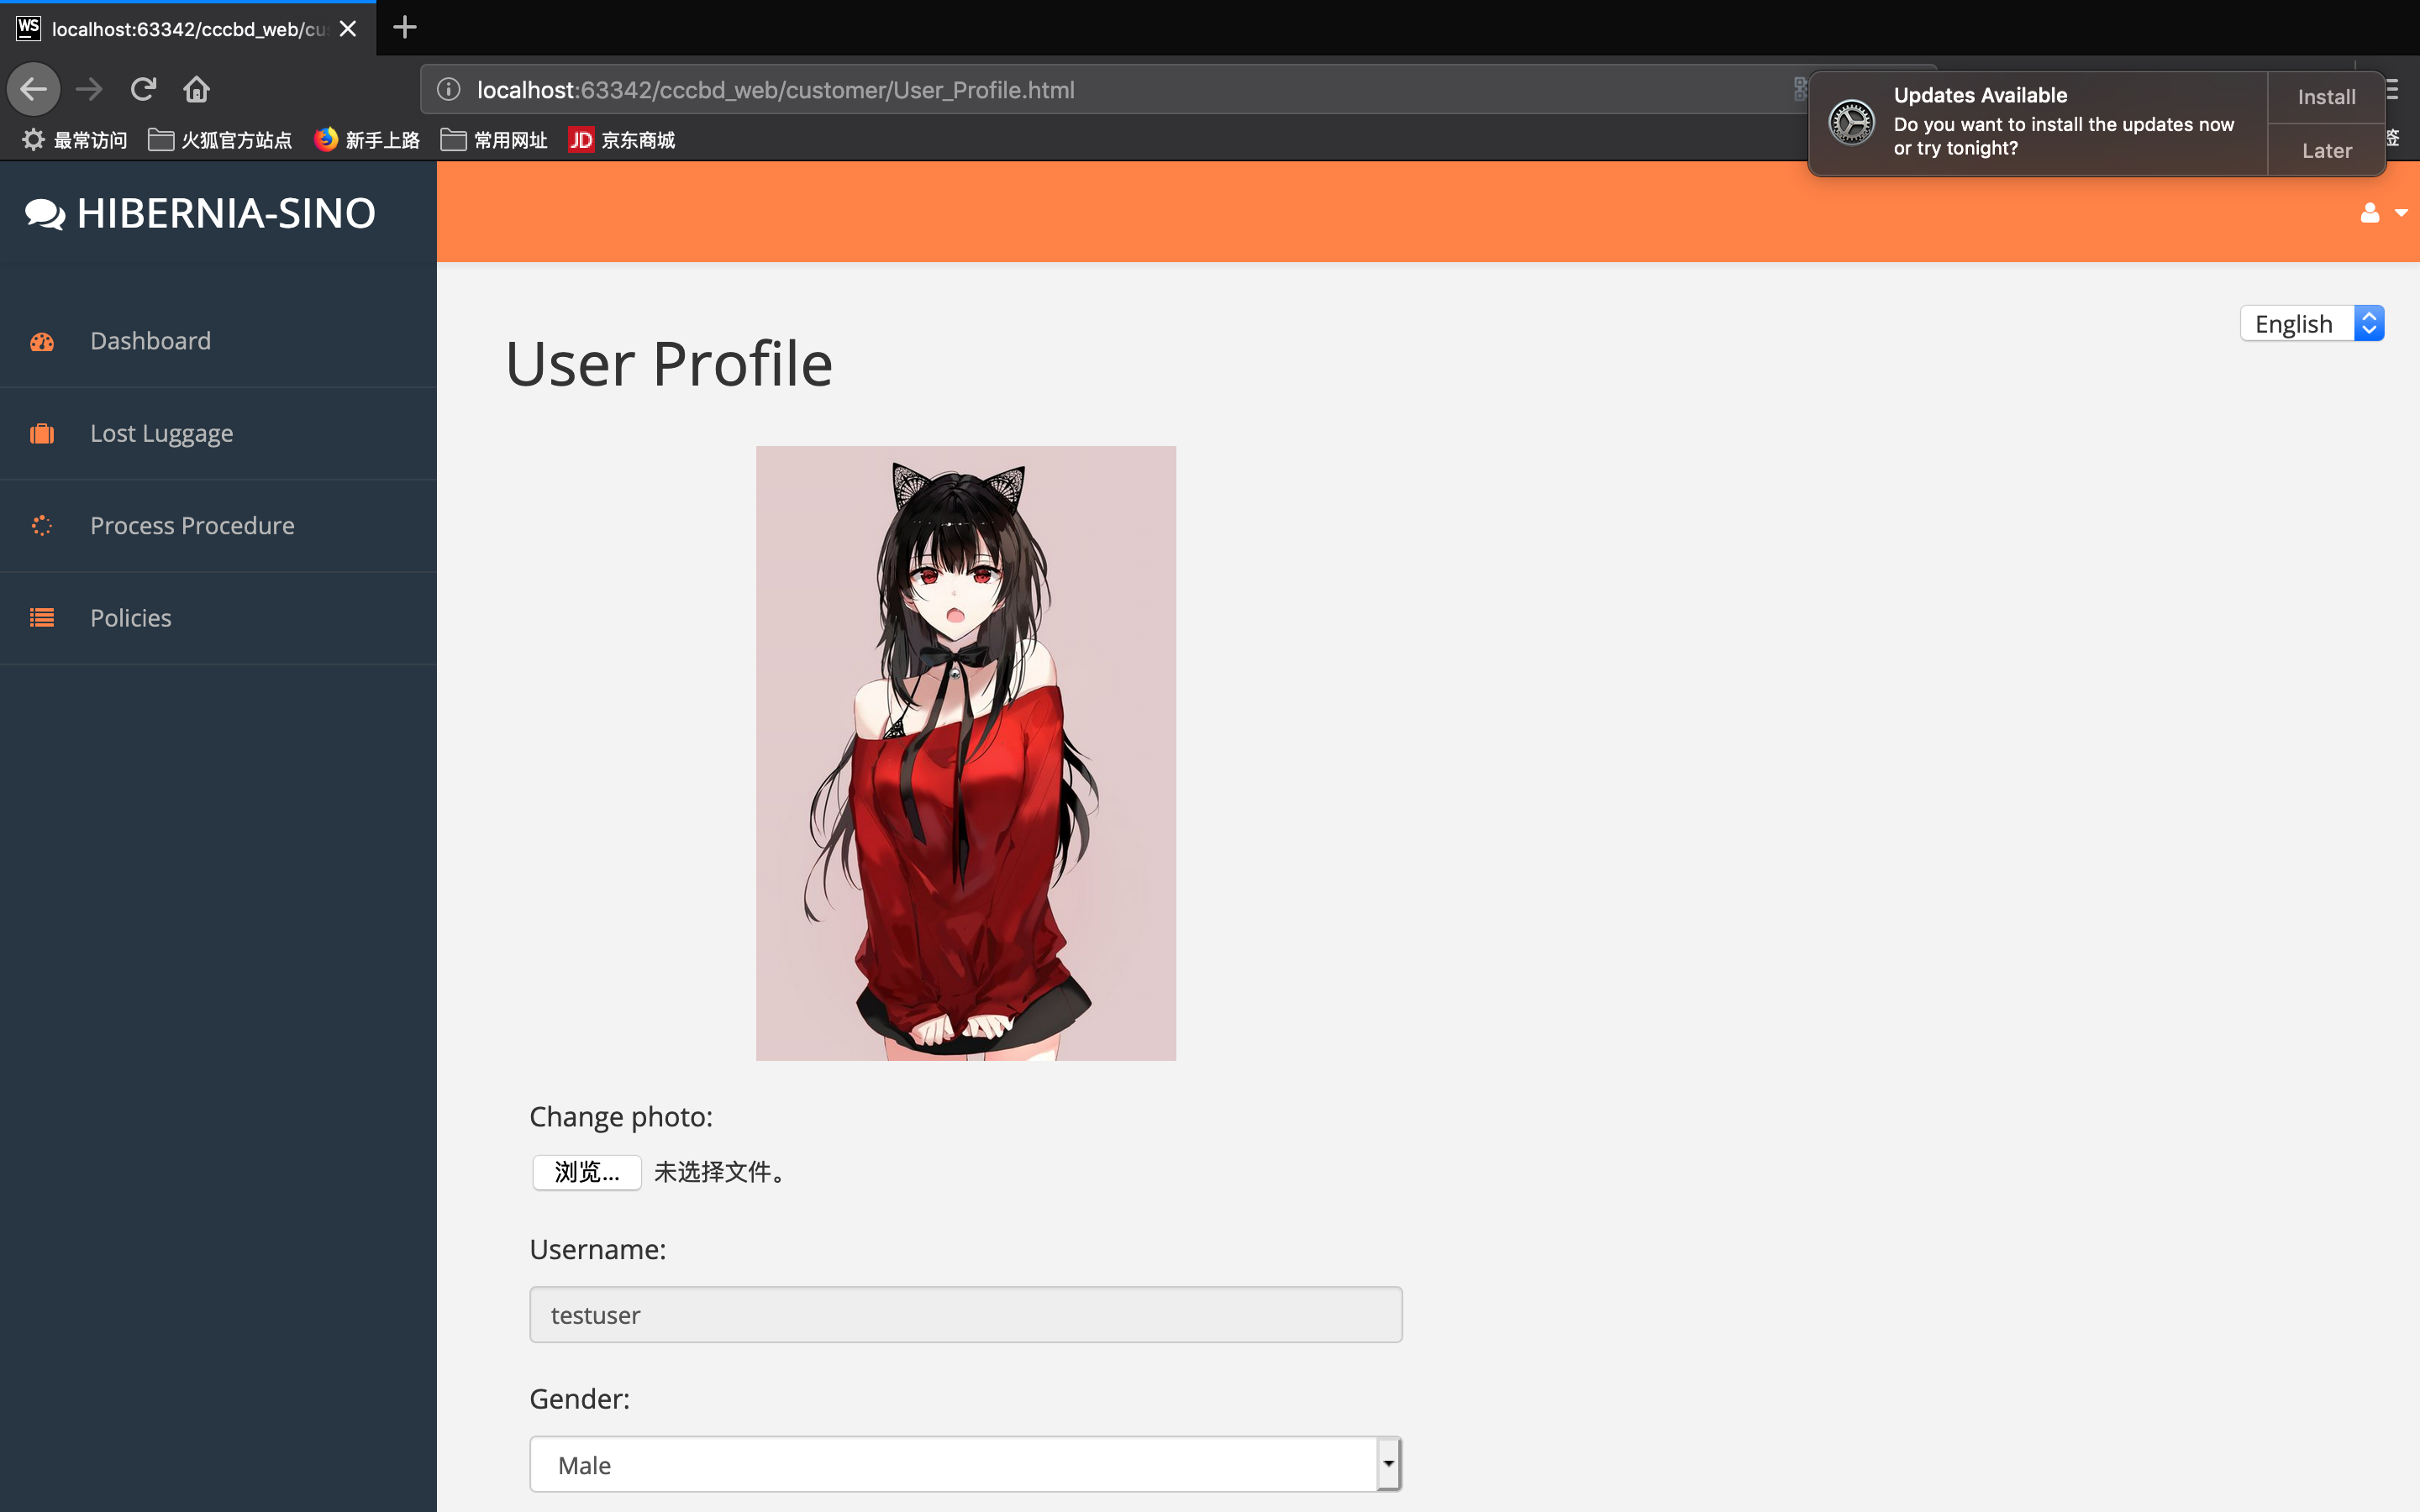 WS localhost:63342/cccbd_web/cu
localhost:63342/cccbd_web/customer/User_Profile.html
最常访问 火狐官方站点 新手上路 常用网址 JD 京东商城
Updates Available
Do you want to install the updates now
or try tonight?
Install
Later
签
HIBERNIA-SINO
Dashboard
Lost Luggage
Process Procedure
Policies
English
User Profile
Change photo:
浏览... 未选择文件。
Username:
testuser
Gender:
Male